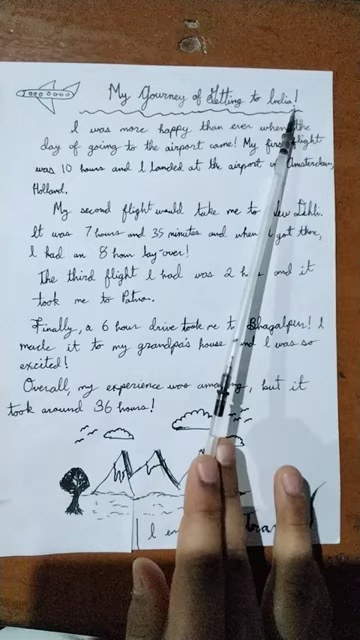 My Journey of Getting to India!
I was more happy than ever when the
day of going to the airport came! My first flight
was 10 hours and I landed at the airport in Amsterdam,
Holland.
My second flight would take me to New Dehli.
It was 7 hours and 35 minutes and when I got there,
I had an 8 hour lay-over!
The third flight I had was 2 and it
took me to Patna.
Finally, a 6 hour drive took me to Bhagalpur! I
made it to my grandpa's house and I was so
excited!
Overall, my experience was amazing, but it
took around 36 hours!
I